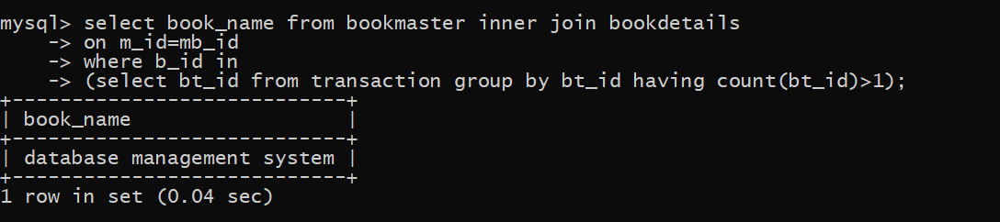 mysql> select book_name from bookmaster inner join bookdetails
    -> on m_id=mb_id
    -> where b_id in
    -> (select bt_id from transaction group by bt_id having count(bt_id)>1);
+----------------------------+
| book_name                  |
+----------------------------+
| database management system |
+----------------------------+
1 row in set (0.04 sec)